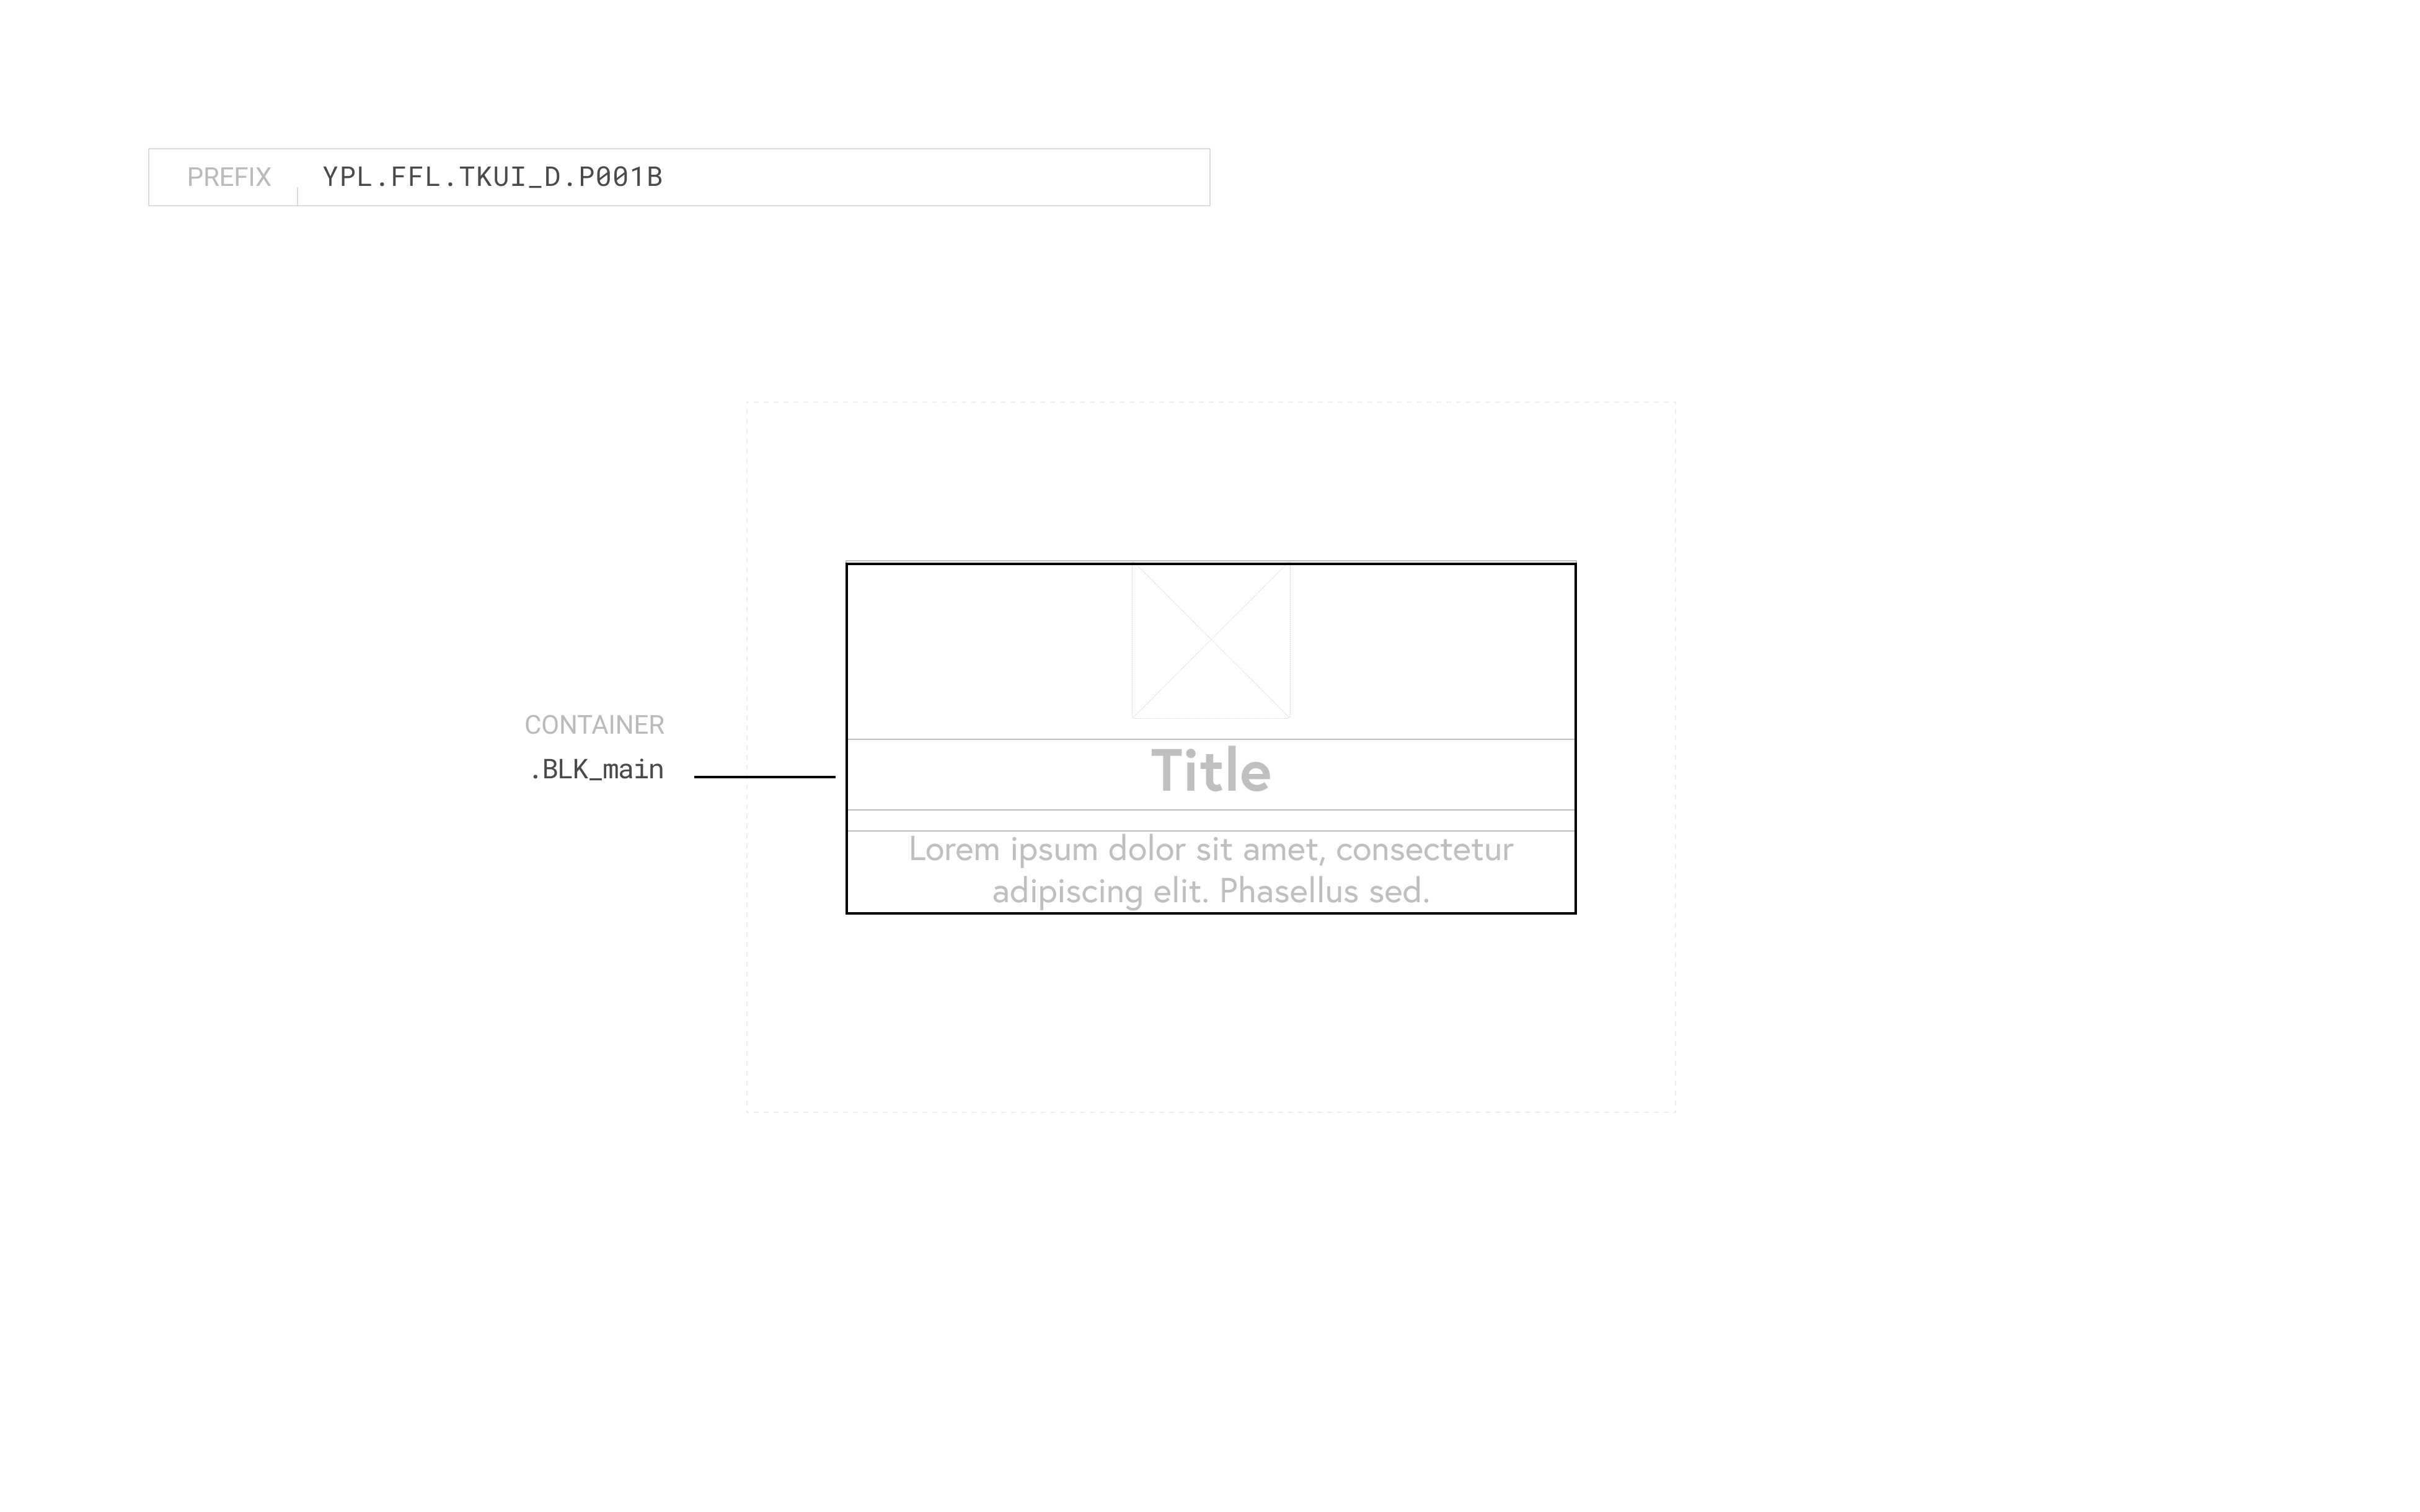 PREFIX YPL.FFL.TKUI_D.P001B
CONTAINER
.BLK_main
Title
Lorem ipsum dolor sit amet, consectetur
adipiscing elit. Phasellus sed.